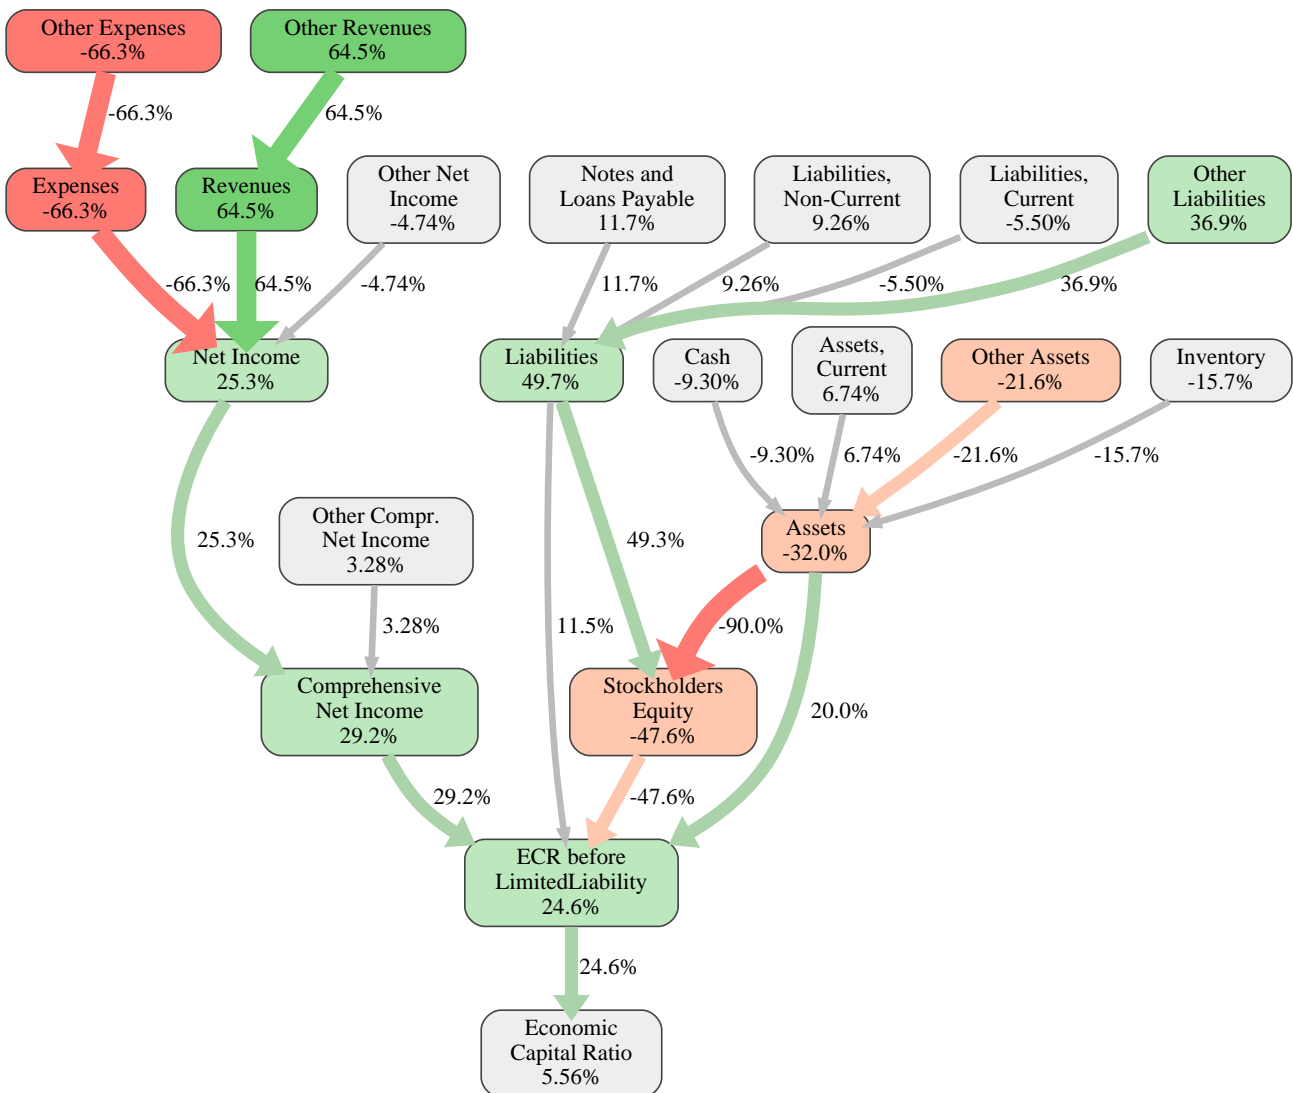 Other Expenses
-66.3%
Other Revenues
64.5%
-66.3%
64.5%
Expenses
-66.3%
Revenues
64.5%
Other Net
Income
-4.74%
Notes and
Loans Payable
11.7%
Liabilities,
Non-Current
9.26%
Liabilities,
Current
-5.50%
Other
Liabilities
36.9%
-66.3%
64.5%
-4.74%
11.7%
9.26%
-5.50%
36.9%
Net Income
25.3%
Liabilities
49.7%
Cash
-9.30%
Assets,
Current
6.74%
Other Assets
-21.6%
Inventory
-15.7%
-9.30%
6.74%
-21.6%
-15.7%
25.3%
Other Compr.
Net Income
3.28%
49.3%
Assets
-32.0%
3.28%
11.5%
-90.0%
20.0%
Comprehensive
Net Income
29.2%
Stockholders
Equity
-47.6%
29.2%
-47.6%
ECR before
LimitedLiability
24.6%
24.6%
Economic
Capital Ratio
5.56%